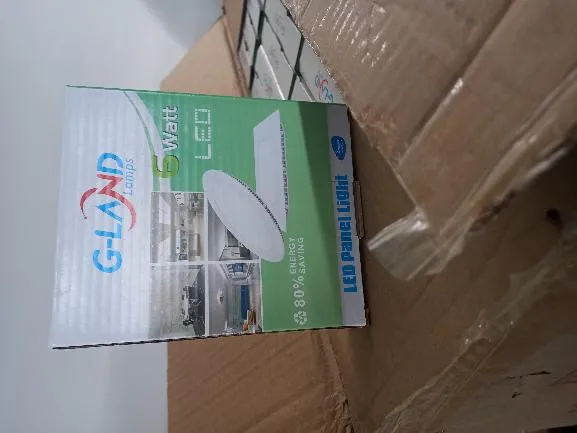 G-LAND
Lamps
6 Watt
LED
80% ENERGY
SAVING
LED Panel Light